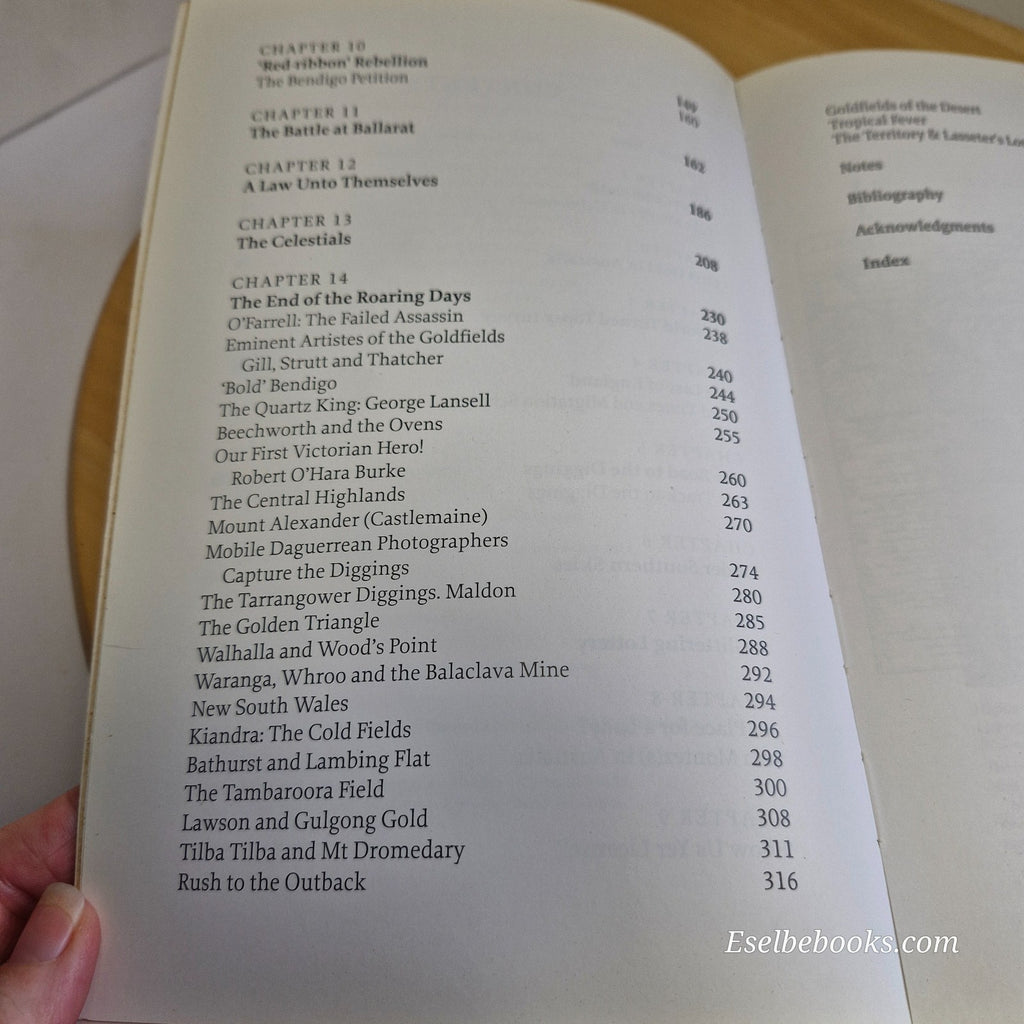 CHAPTER 10
'Red ribbon' Rebellion 149
The Bendigo Petition 160
CHAPTER 11
The Battle at Ballarat 162
CHAPTER 12
A Law Unto Themselves 186
CHAPTER 13
The Celestials 208
CHAPTER 14
The End of the Roaring Days 230
O'Farrell: The Failed Assassin 238
Eminent Artistes of the Goldfields
Gill, Strutt and Thatcher 240
'Bold' Bendigo 244
The Quartz King: George Lansell 250
Beechworth and the Ovens 255
Our First Victorian Hero!
Robert O'Hara Burke 260
The Central Highlands 263
Mount Alexander (Castlemaine) 270
Mobile Daguerrean Photographers
Capture the Diggings 274
The Tarrangower Diggings. Maldon 280
The Golden Triangle 285
Walhalla and Wood's Point 288
Waranga, Whroo and the Balaclava Mine 292
New South Wales 294
Kiandra: The Cold Fields 296
Bathurst and Lambing Flat 298
The Tambaroora Field 300
Lawson and Gulgong Gold 308
Tilba Tilba and Mt Dromedary 311
Rush to the Outback 316
Goldfields of the Desert
Tropical Fever
The Territory & Lasseter's
Notes
Bibliography
Acknowledgments
Index
Eselbebooks.com